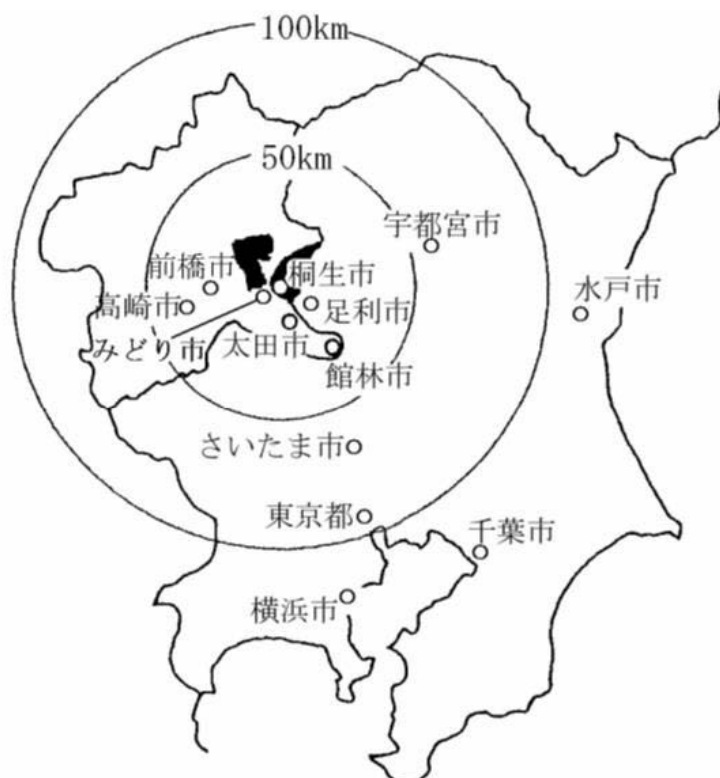 100km
50km
宇都宮市
前橋市
桐生市
水戸市
高崎市
足利市
みどり市
太田市
館林市
さいたま市
東京都
千葉市
横浜市